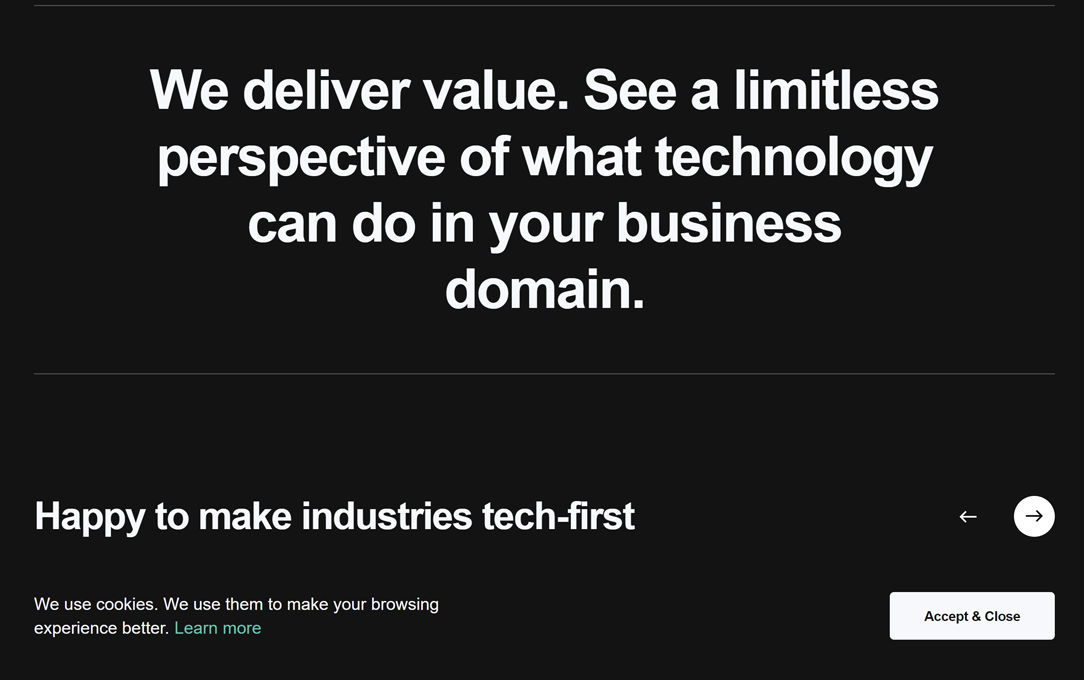 We deliver value. See a limitless
perspective of what technology
can do in your business
domain.
Happy to make industries tech-first
We use cookies. We use them to make your browsing
experience better. Learn more
Accept & Close